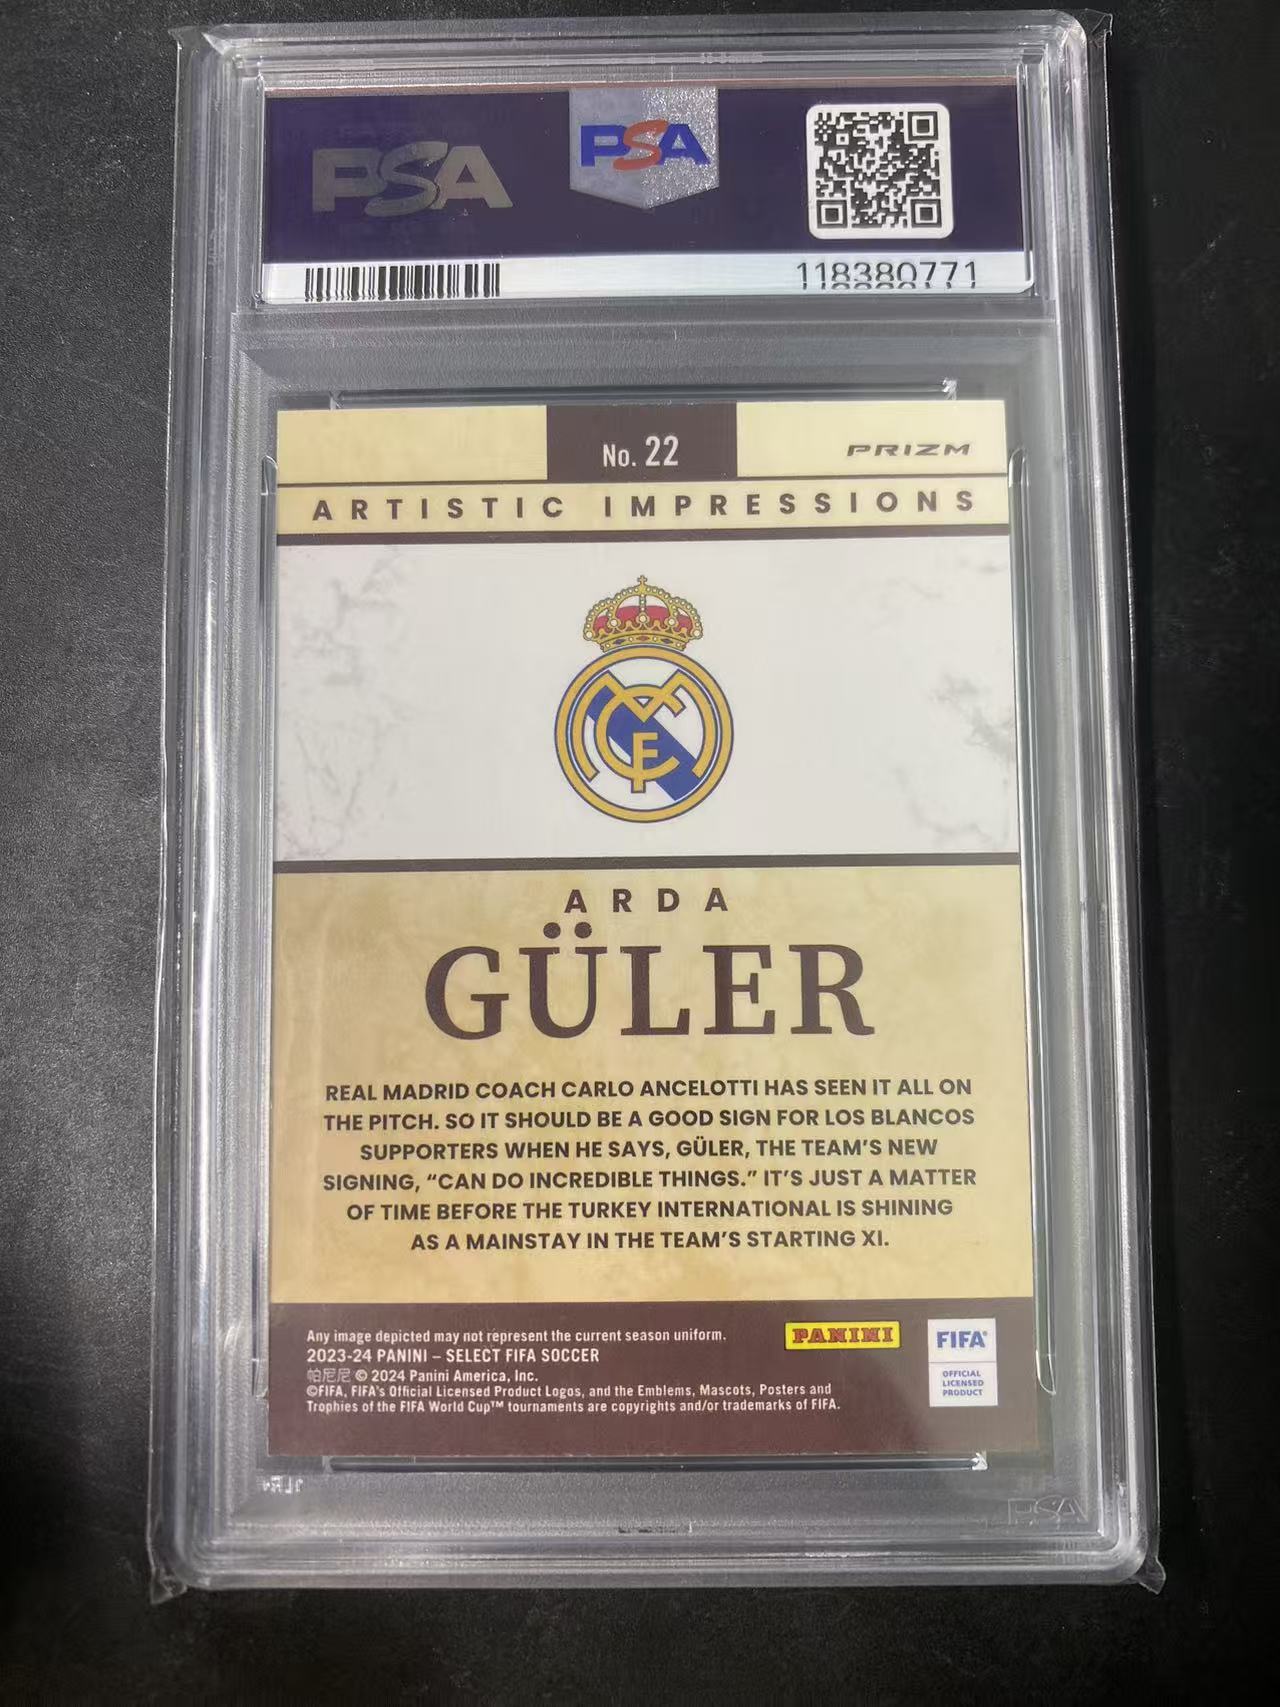 PSA
PSA
118380771
No. 22
PRIZM
ARTISTIC IMPRESSIONS
ARDA
GÜLER
REAL MADRID COACH CARLO ANCELOTTI HAS SEEN IT ALL ON
THE PITCH. SO IT SHOULD BE A GOOD SIGN FOR LOS BLANCOS
SUPPORTERS WHEN HE SAYS, GÜLER, THE TEAM'S NEW
SIGNING, “CAN DO INCREDIBLE THINGS.” IT'S JUST A MATTER
OF TIME BEFORE THE TURKEY INTERNATIONAL IS SHINING
AS A MAINSTAY IN THE TEAM'S STARTING XI.
Any image depicted may not represent the current season uniform.
2023-24 PANINI – SELECT FIFA SOCCER
帕尼尼 © 2024 Panini America, Inc.
©FIFA, FIFA's Official Licensed Product Logos, and the Emblems, Mascots, Posters and
Trophies of the FIFA World Cup™ tournaments are copyrights and/or trademarks of FIFA.
PANINI
FIFA®
OFFICIAL
LICENSED
PRODUCT
PSA